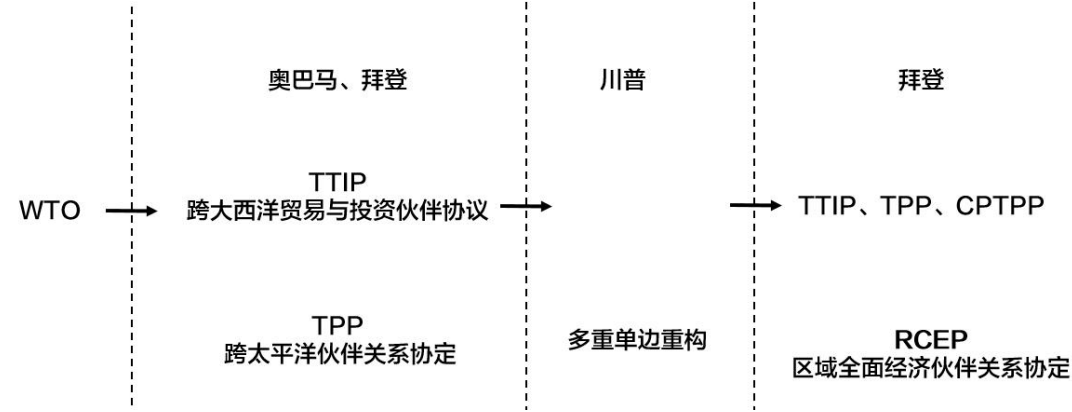 奥巴马、拜登
川普
拜登
WTO
TTIP
跨大西洋贸易与投资伙伴协议
TTIP、TPP、CPTPP
TPP
跨太平洋伙伴关系协定
多重单边重构
RCEP
区域全面经济伙伴关系协定